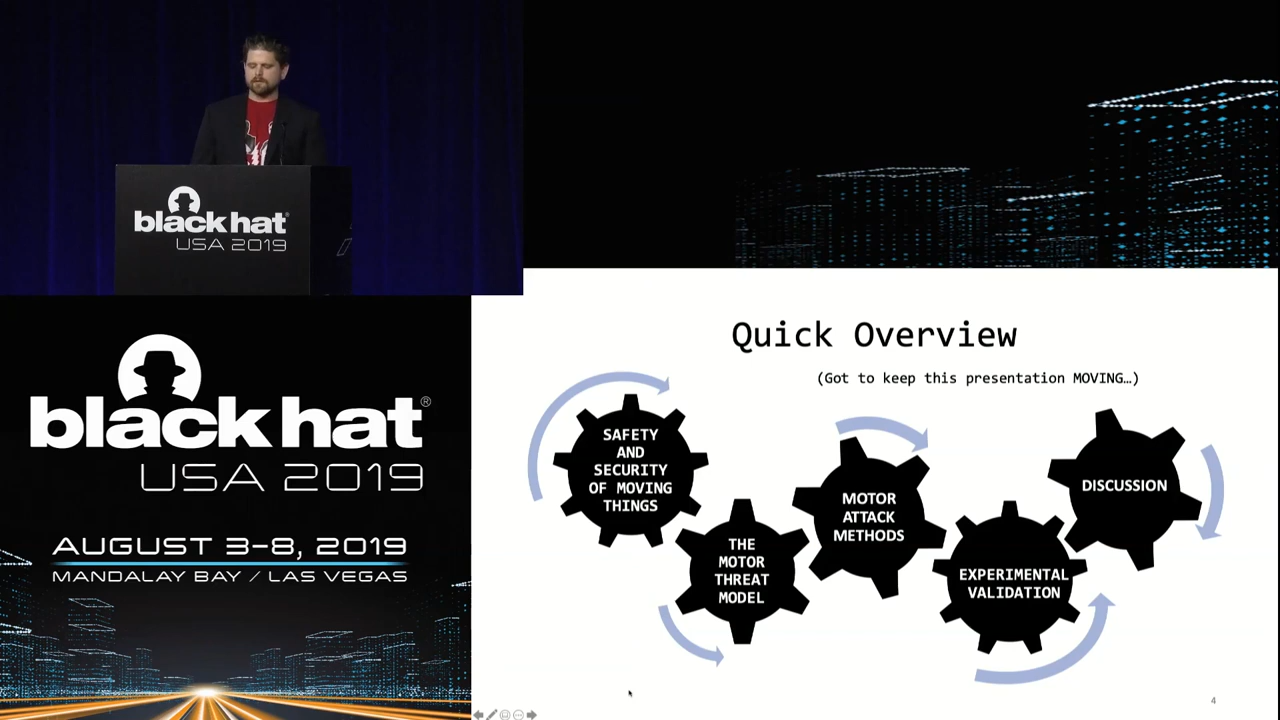 black hat®
USA 2019
black hat®
USA 2019
AUGUST 3-8, 2019
MANDALAY BAY / LAS VEGAS
Quick Overview
(Got to keep this presentation MOVING…)
SAFETY
AND
SECURITY
OF MOVING
THINGS
THE
MOTOR
THREAT
MODEL
MOTOR
ATTACK
METHODS
EXPERIMENTAL
VALIDATION
DISCUSSION
4